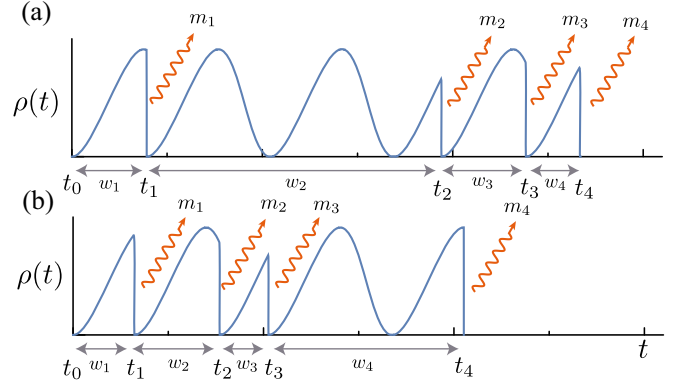 (a)
m₁ m₂ m₃ m₄
ρ(t)
w₁ w₂ w₃ w₄
t₀ t₁ t₂ t₃ t₄
(b)
m₁ m₂ m₃ m₄
ρ(t)
w₁ w₂ w₃ w₄
t₀ t₁ t₂ t₃ t₄ t